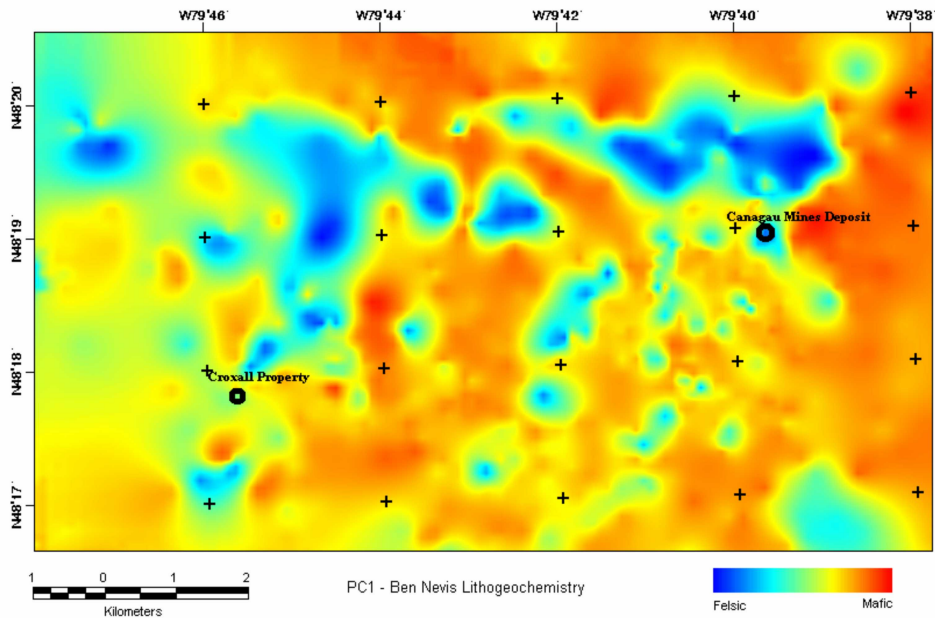 W79°46´ W79°44´ W79°42´ W79°40´ W79°38´
N48°20´
N48°19´
N48°18´
N48°17´
Canagau Mines Deposit
Croxall Property
1 0 1 2
Kilometers
PC1 - Ben Nevis Lithogeochemistry
Felsic Mafic